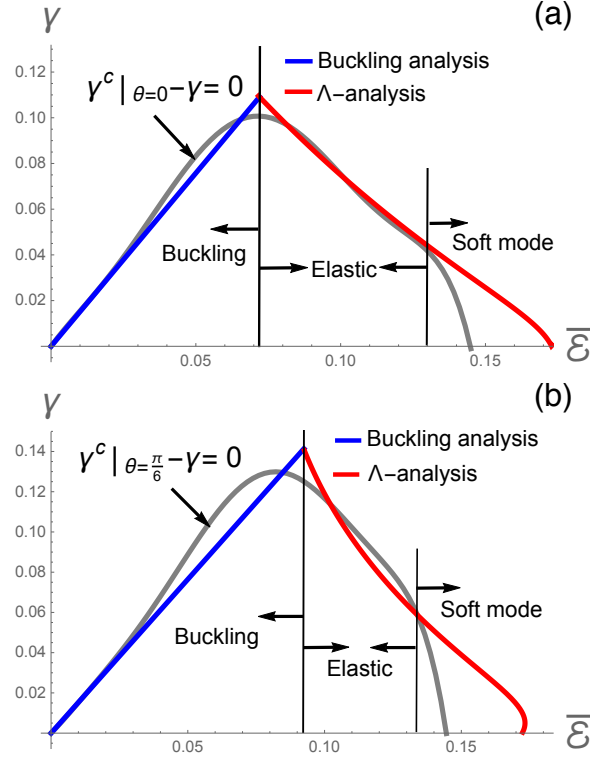 (a)
γ
Buckling analysis
Λ-analysis
γᶜ|θ=0-γ=0
0.12
0.10
0.08
0.06
0.04
0.02
Buckling
Elastic
Soft mode
0.05 0.10 0.15
ε̅
(b)
γ
Buckling analysis
Λ-analysis
γᶜ|θ=π/6-γ=0
0.14
0.12
0.10
0.08
0.06
0.04
0.02
Buckling
Elastic
Soft mode
0.05 0.10 0.15
ε̅